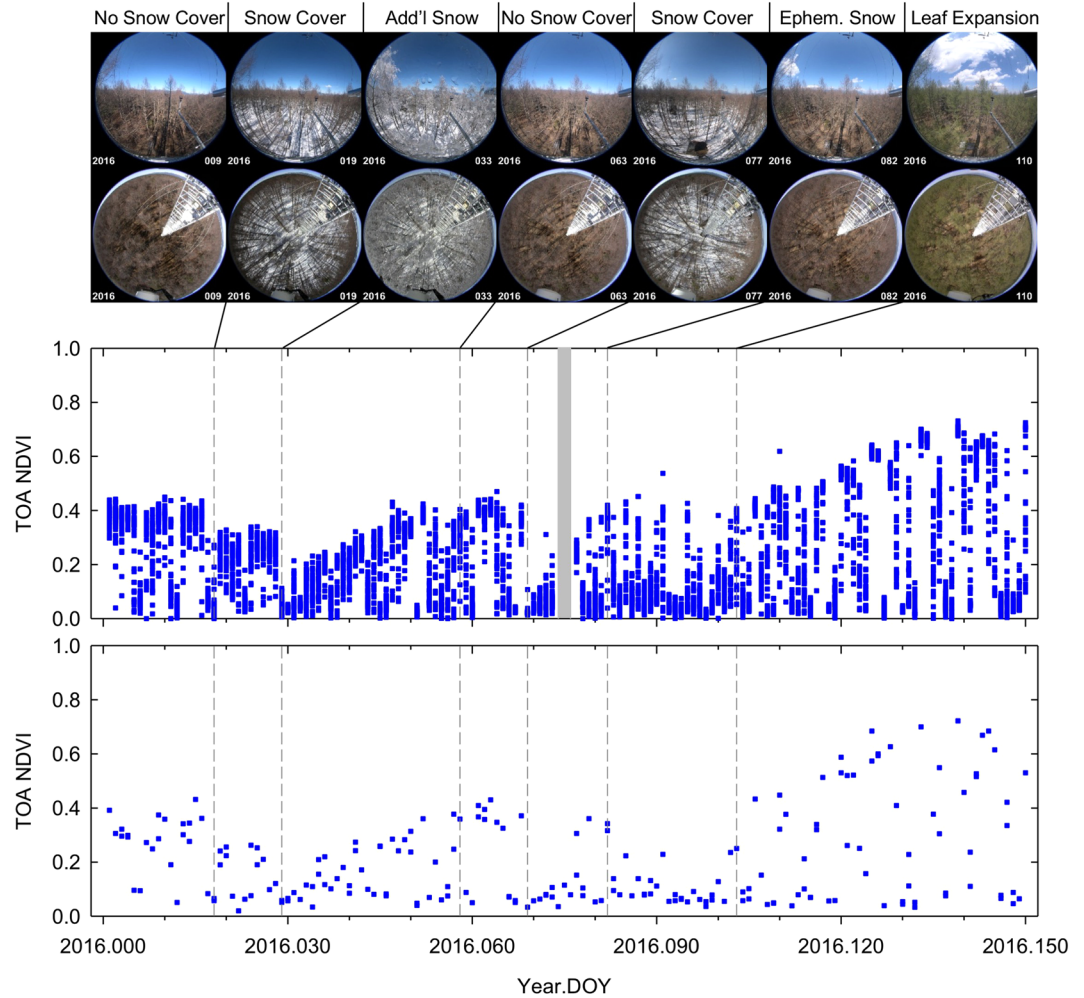 No Snow Cover Snow Cover Add'l Snow No Snow Cover Snow Cover Ephem. Snow Leaf Expansion
2016 009 2016 019 2016 033 2016 063 2016 077 2016 082 2016 110
2016 009 2016 019 2016 033 2016 063 2016 077 2016 082 2016 110
1.0
0.8
0.6
0.4
0.2
0.0
TOA NDVI
1.0
0.8
0.6
0.4
0.2
0.0
TOA NDVI
2016.000 2016.030 2016.060 2016.090 2016.120 2016.150
Year.DOY